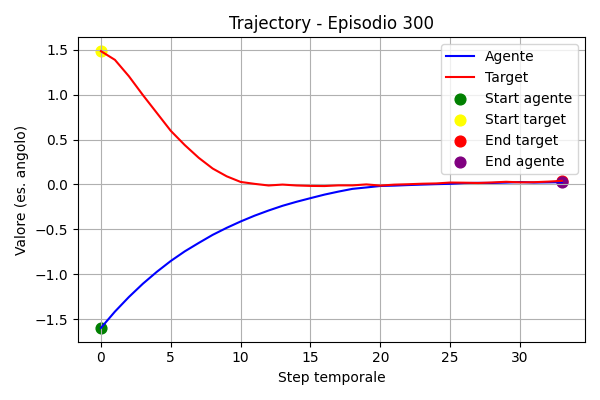 Trajectory - Episodio 300
Agente
Target
Start agente
Start target
End target
End agente
Valore (es. angolo)
1.5
1.0
0.5
0.0
−0.5
−1.0
−1.5
0
5
10
15
20
25
30
Step temporale